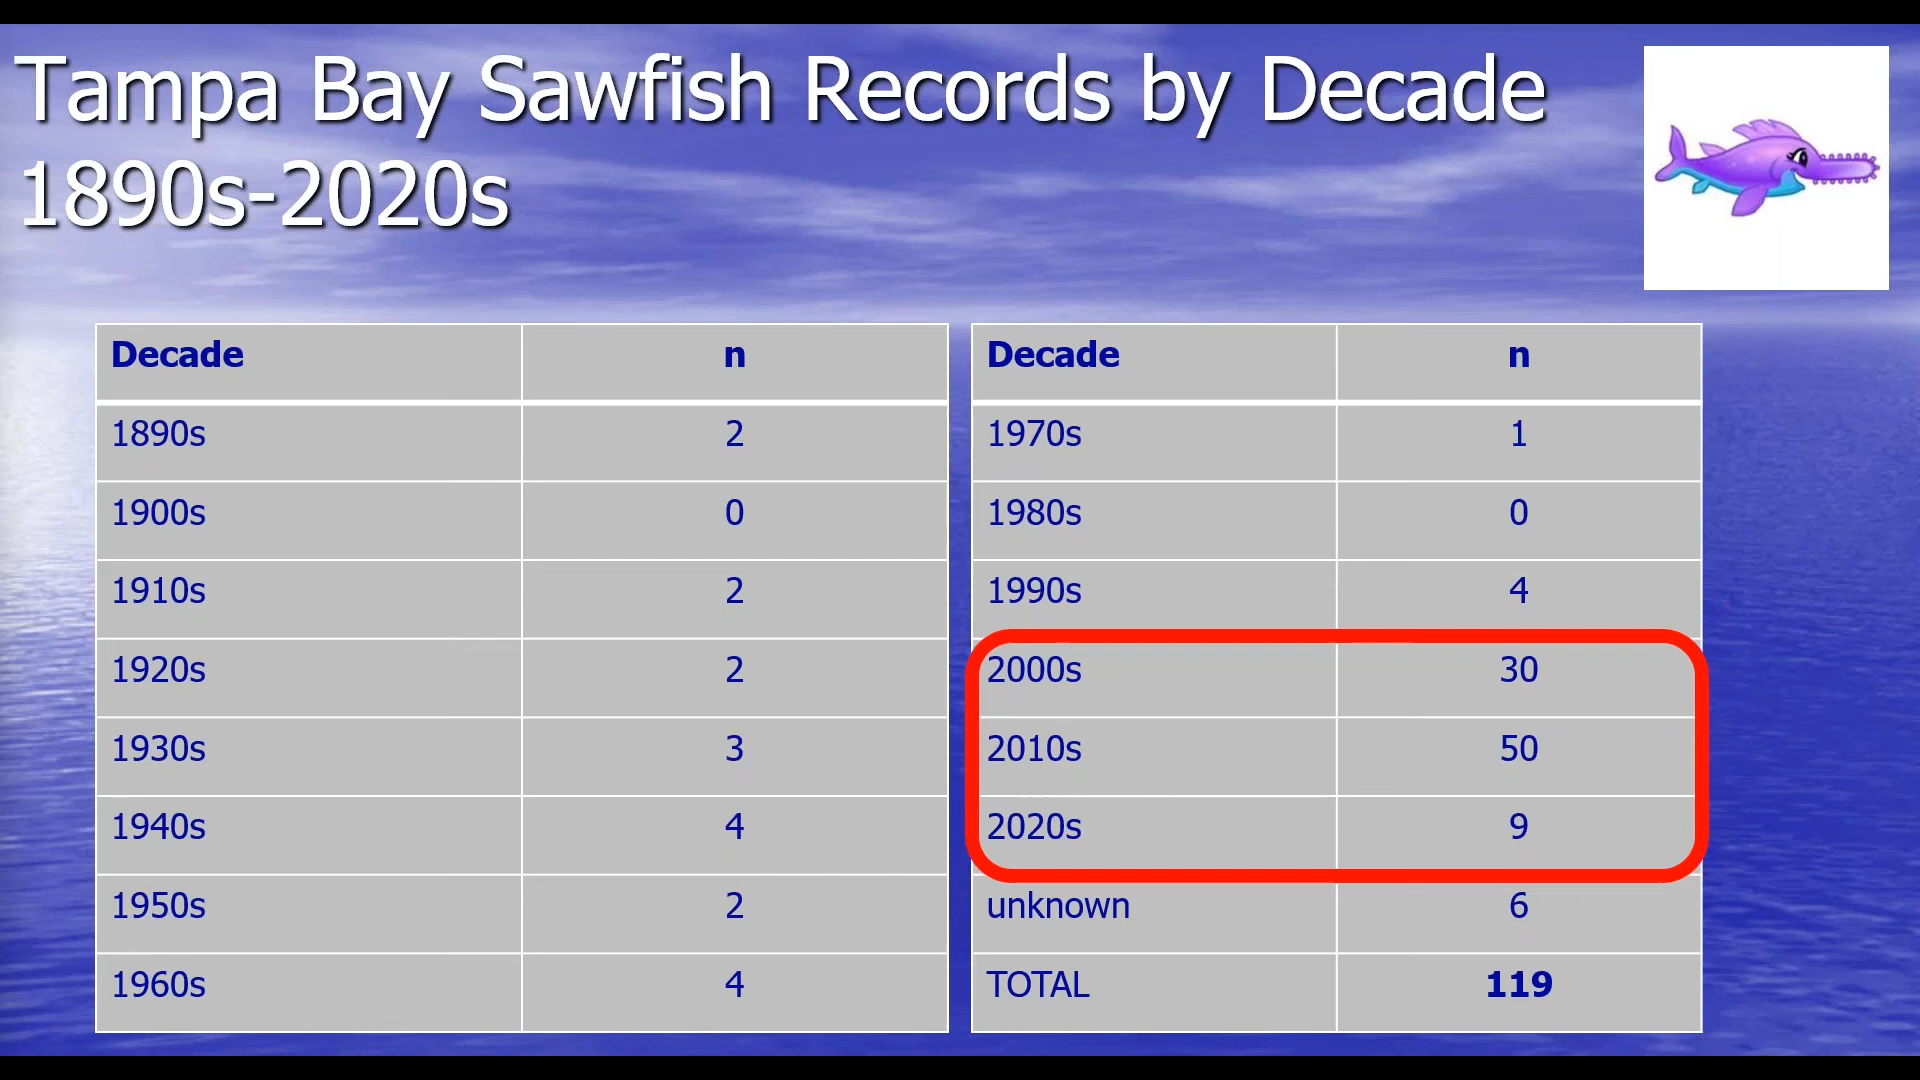 Tampa Bay Sawfish Records by Decade
1890s-2020s
Decade n
1890s 2
1900s 0
1910s 2
1920s 2
1930s 3
1940s 4
1950s 2
1960s 4
Decade n
1970s 1
1980s 0
1990s 4
2000s 30
2010s 50
2020s 9
unknown 6
TOTAL 119